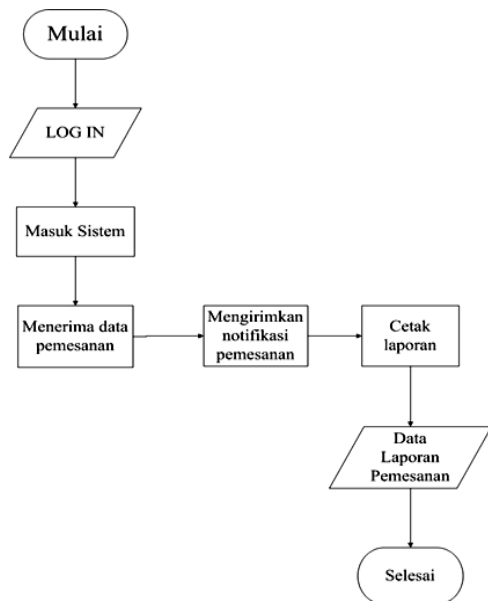 Mulai
LOG IN
Masuk Sistem
Menerima data
pemesanan
Mengirimkan
notifikasi
pemesanan
Cetak
laporan
Data
Laporan
Pemesanan
Selesai